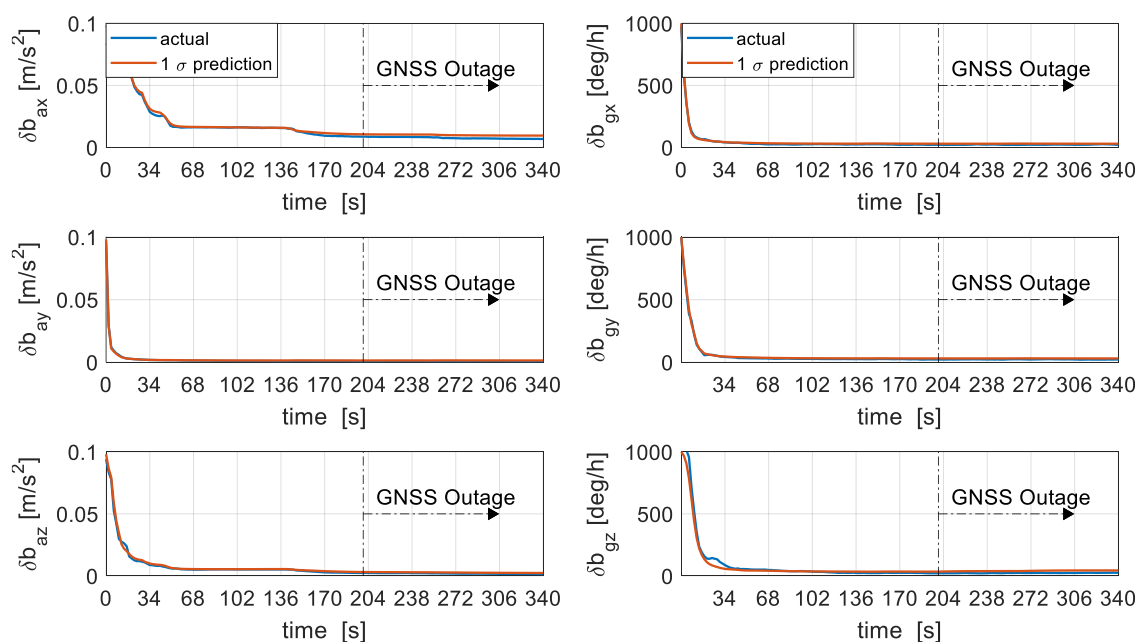 0.1
0.05
0
δb_ax [m/s²]
actual
1 σ prediction
GNSS Outage
0 34 68 102 136 170 204 238 272 306 340
time [s]
1000
500
0
δb_gx [deg/h]
actual
1 σ prediction
GNSS Outage
0 34 68 102 136 170 204 238 272 306 340
time [s]
0.1
0.05
0
δb_ay [m/s²]
GNSS Outage
0 34 68 102 136 170 204 238 272 306 340
time [s]
1000
500
0
δb_gy [deg/h]
GNSS Outage
34 68 102 136 170 204 238 272 306 340
time [s]
0.1
0.05
0
δb_az [m/s²]
GNSS Outage
0 34 68 102 136 170 204 238 272 306 340
time [s]
1000
500
0
δb_gz [deg/h]
GNSS Outage
34 68 102 136 170 204 238 272 306 340
time [s]